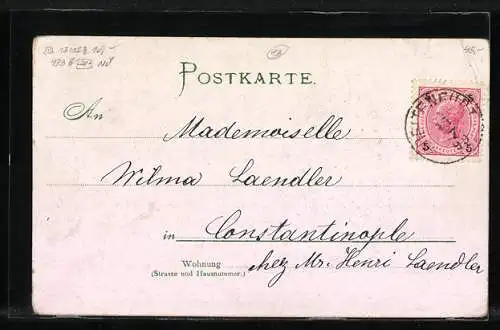 POSTKARTE.
An
Mademoiselle
Wilma Laendler
in Constantinople
Wohnung
(Strasse und Hausnummer.)
chez Mr. Henri Laendler